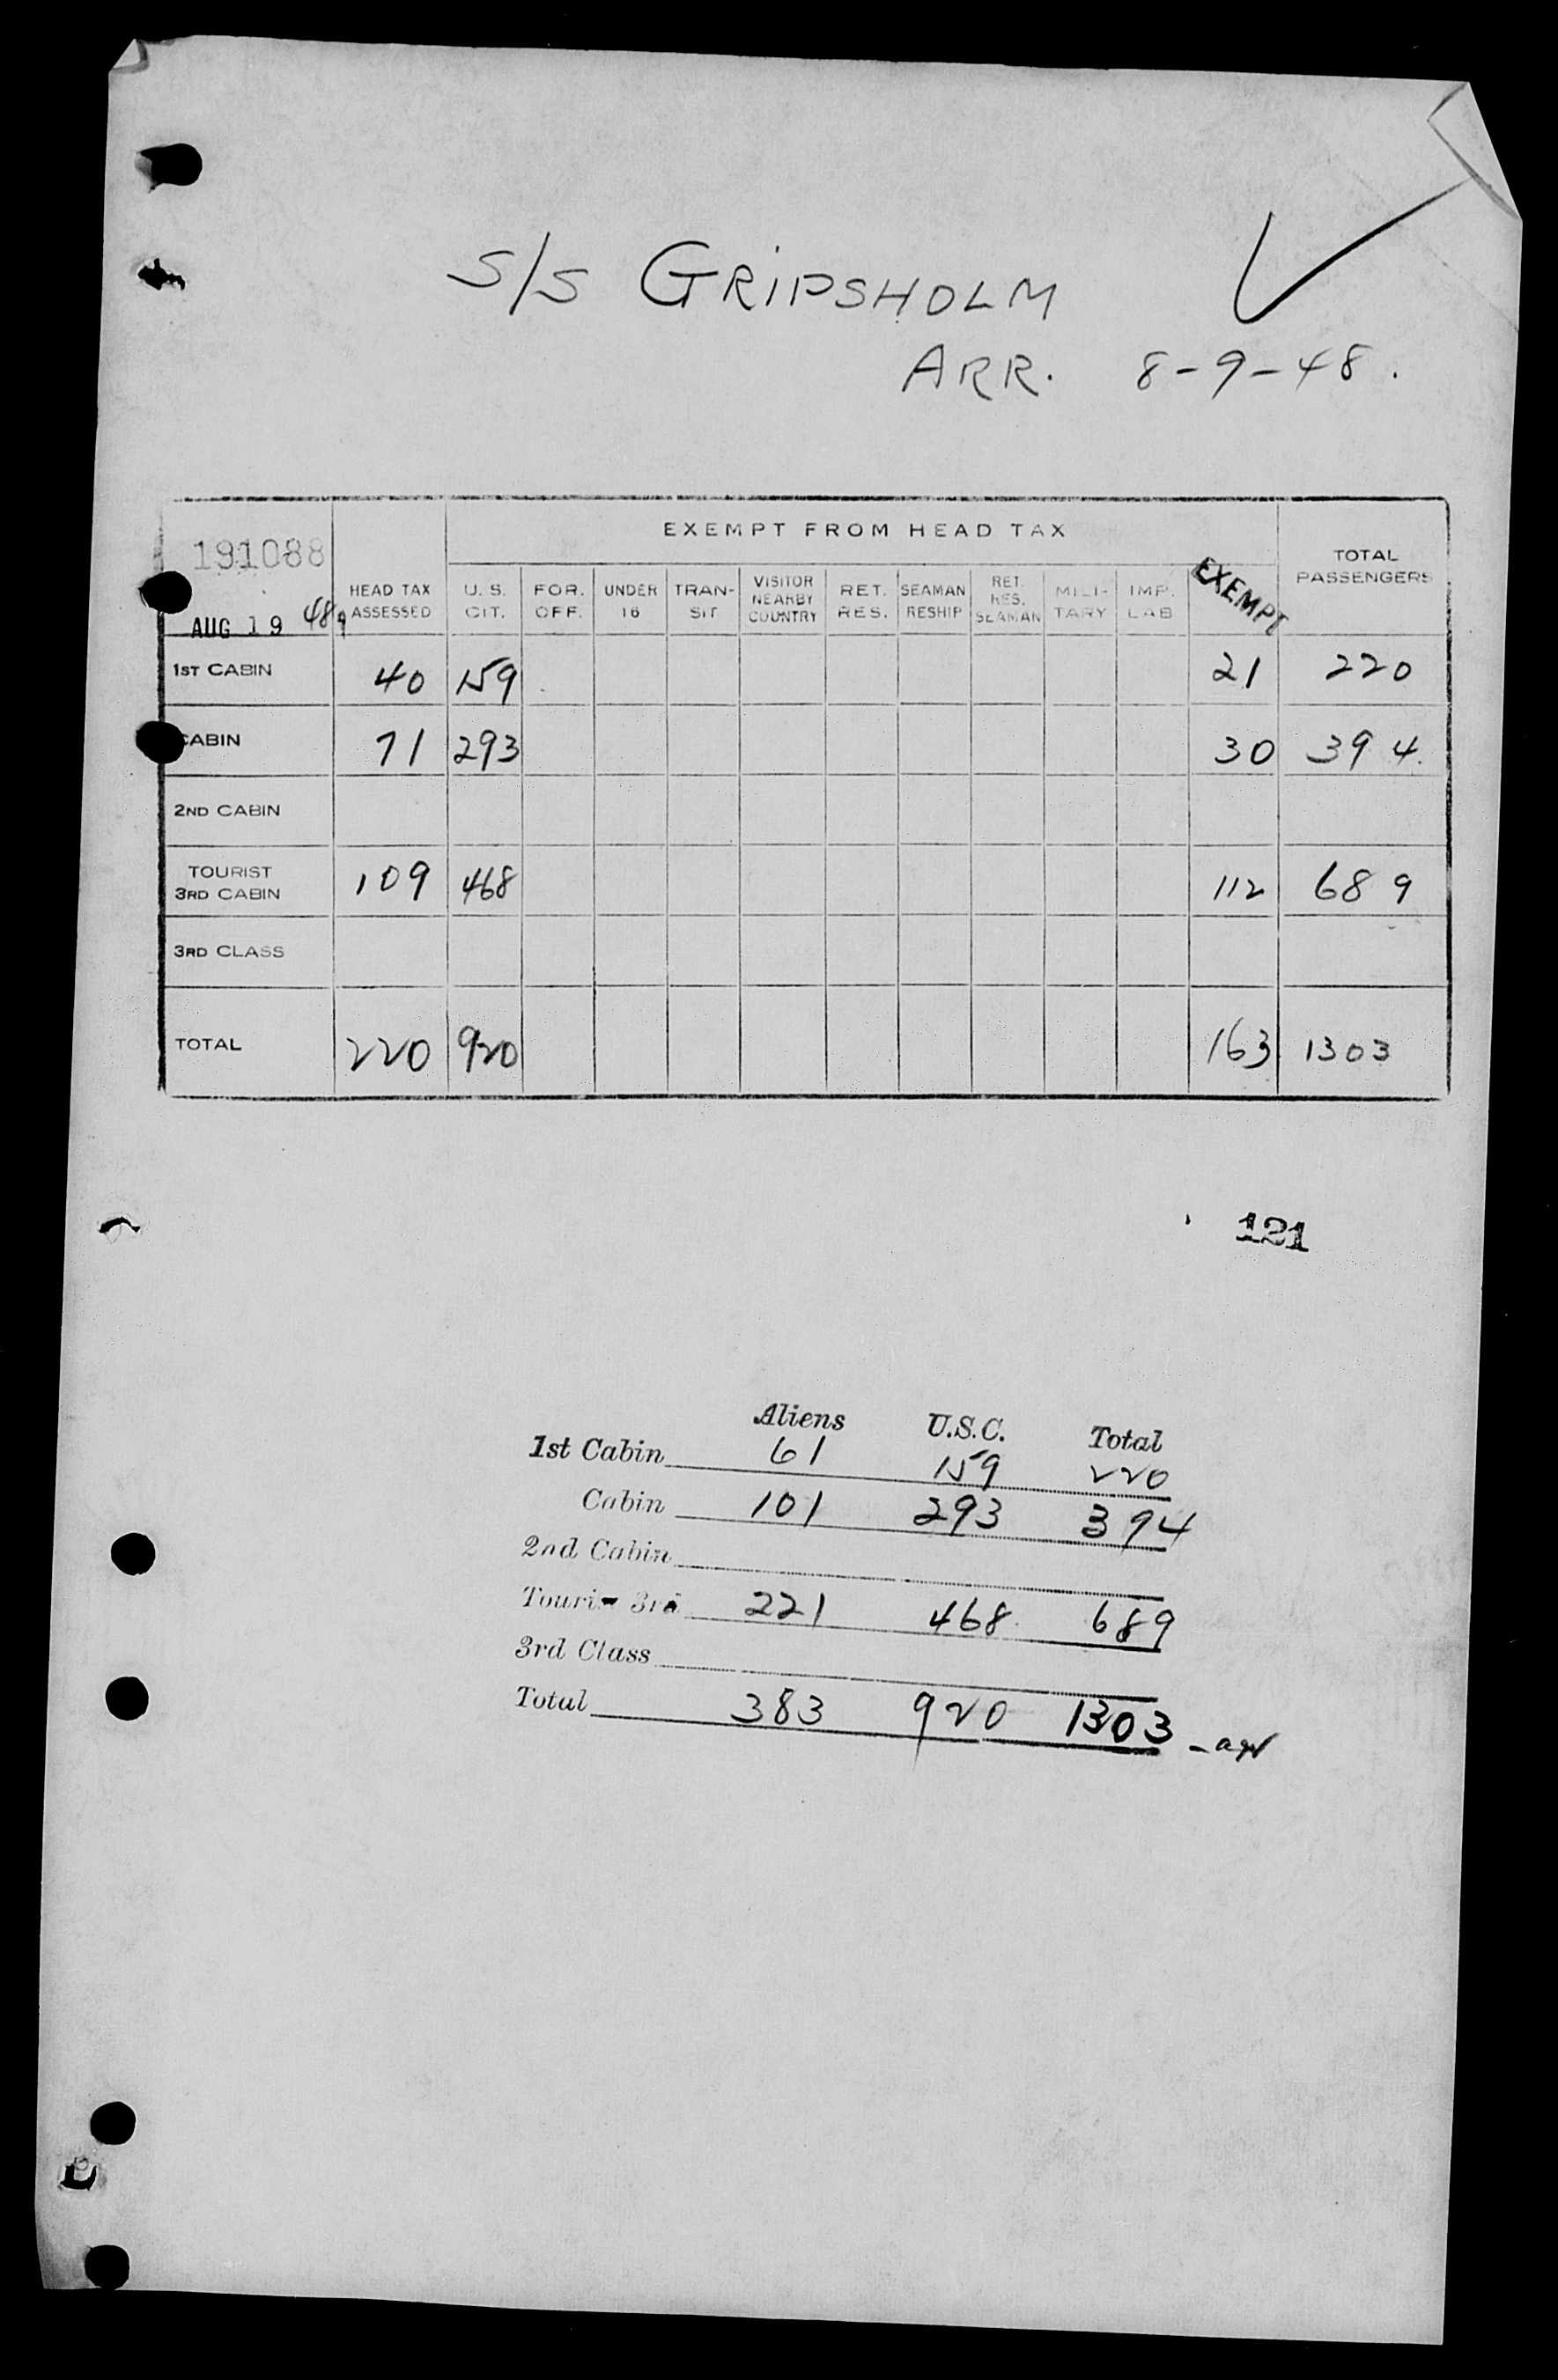 S/S GRIPSHOLM
ARR. 8-9-48.
EXEMPT FROM HEAD TAX
191088
AUG 19 48
HEAD TAX ASSESSED U. S. CIT. FOR. OFF. UNDER 16 TRAN- SIT VISITOR NEARBY COUNTRY RET. RES. SEAMAN RESHIP RET. RES. SEAMAN MILI- TARY IMP. LAB EXEMPT TOTAL PASSENGERS
1ST CABIN 40 159 21 220
CABIN 71 293 30 394.
2ND CABIN
TOURIST
3RD CABIN 109 468 112 689
3RD CLASS
TOTAL 220 920 163 1303
121
Aliens U.S.C. Total
1st Cabin 61 159 220
Cabin 101 293 394
2nd Cabin
Touri 3rd 221 468 689
3rd Class
Total 383 920 1303